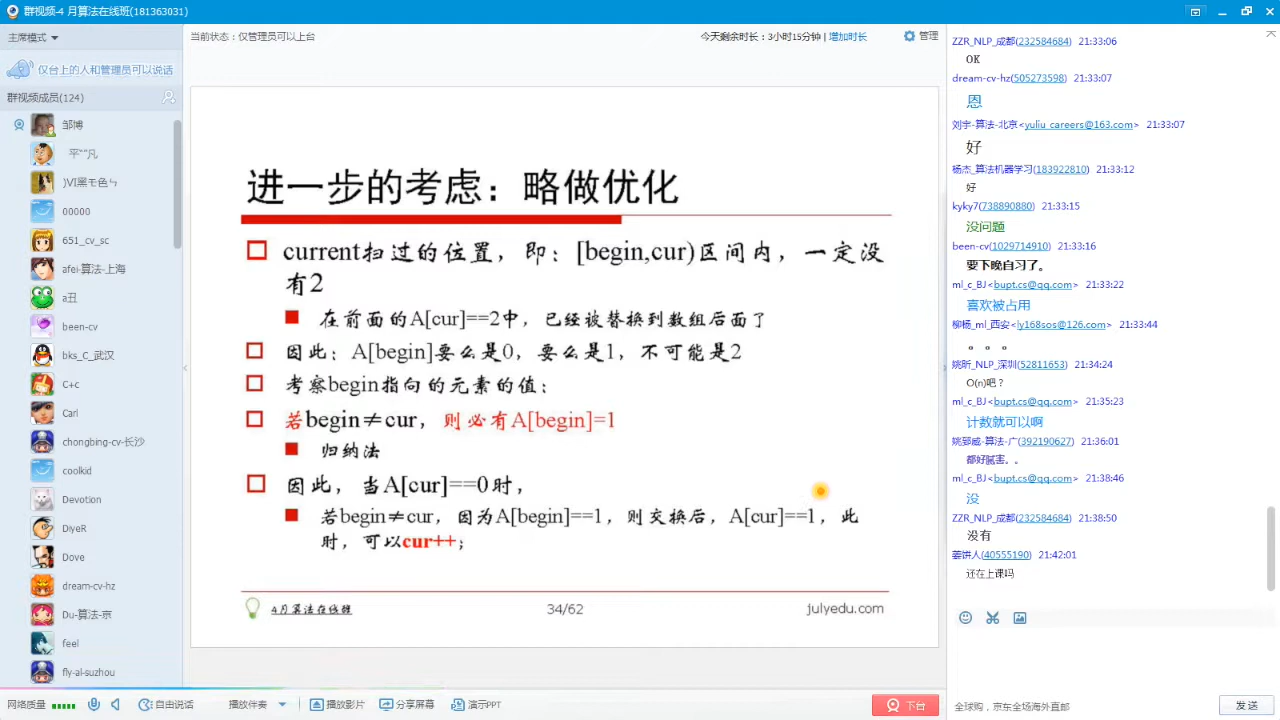 群视频-4 月算法在线班(181363031)
主席模式
仅台上的人和管理员可以说话
群视频成员(124)
邹博
平""凡
)VI黑モ色ㄣ
00000
651_cv_sc
afei-算法-上海
a丑
been-cv
bks_C_武汉
C+c
Carl
chongbing-cv-长沙
coolkid
Devotion
DiyeR
Dove
dream-cv-hz
Du-算法-京
feel
fly-al-suzhou
当前状态：仅管理员可以上台
今天剩余时长：3小时15分钟 | 增加时长
管理
进一步的考虑：略做优化
current扫过的位置，即：[begin,cur)区间内，一定没
有2
在前面的A[cur]==2中，已经被替换到数组后面了
因此：A[begin]要么是0，要么是1，不可能是2
考察begin指向的元素的值：
若begin≠cur，则必有A[begin]=1
归纳法
因此，当A[cur]==0时，
若begin≠cur，因为A[begin]==1，则交换后，A[cur]==1，此
时，可以cur++；
4月算法在线班
34/62
julyedu.com
ZZR_NLP_成都(232584684) 21:33:06
OK
dream-cv-hz(505273598) 21:33:07
恩
刘宇-算法-北京<yuliu_careers@163.com> 21:33:07
好
杨杰_算法机器学习(183922810) 21:33:12
好
kyky7(738890880) 21:33:15
没问题
been-cv(1029714910) 21:33:16
要下晚自习了。
ml_c_BJ<bupt.cs@qq.com> 21:33:22
喜欢被占用
柳杨_ml_西安<ly168sos@126.com> 21:33:44
。。。
姚昕_NLP_深圳(52811653) 21:34:24
O(n)吧？
ml_c_BJ<bupt.cs@qq.com> 21:35:23
计数就可以啊
姚郅威-算法-广(392190627) 21:36:01
都好腻害。。
ml_c_BJ<bupt.cs@qq.com> 21:38:46
没
ZZR_NLP_成都(232584684) 21:38:50
没有
姜饼人(40555190) 21:42:01
还在上课吗
网络质量
自由说话
播放伴奏
播放影片
分享屏幕
演示PPT
下台
全球购，京东全场海外直邮
发送